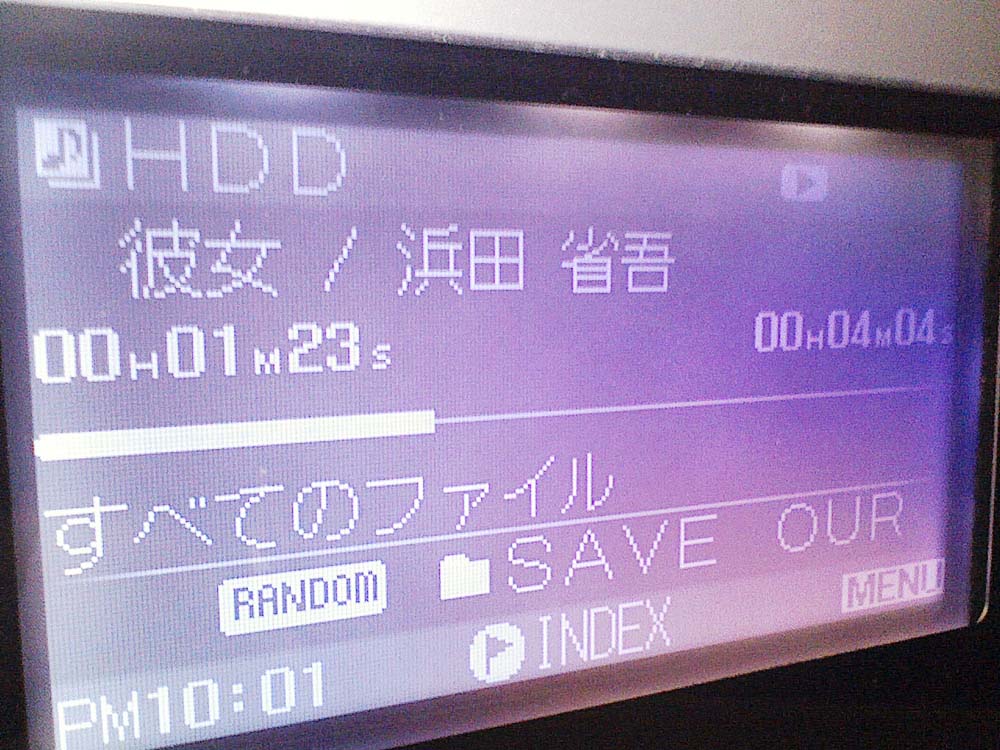 HDD
彼女 / 浜田 省吾
00H01M23S 00H04M04S
すべてのファイル
RANDOM SAVE OUR
INDEX MENU
PM10:01